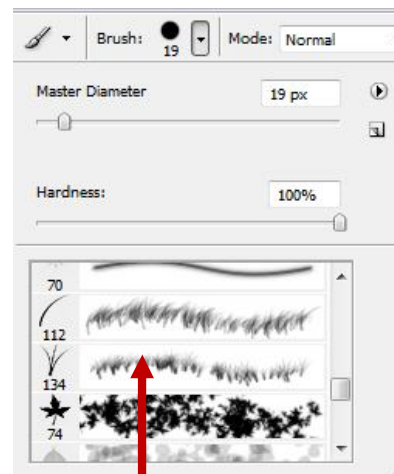 Brush: 19 Mode: Normal
Master Diameter 19 px
Hardness: 100%
70
112
134
74